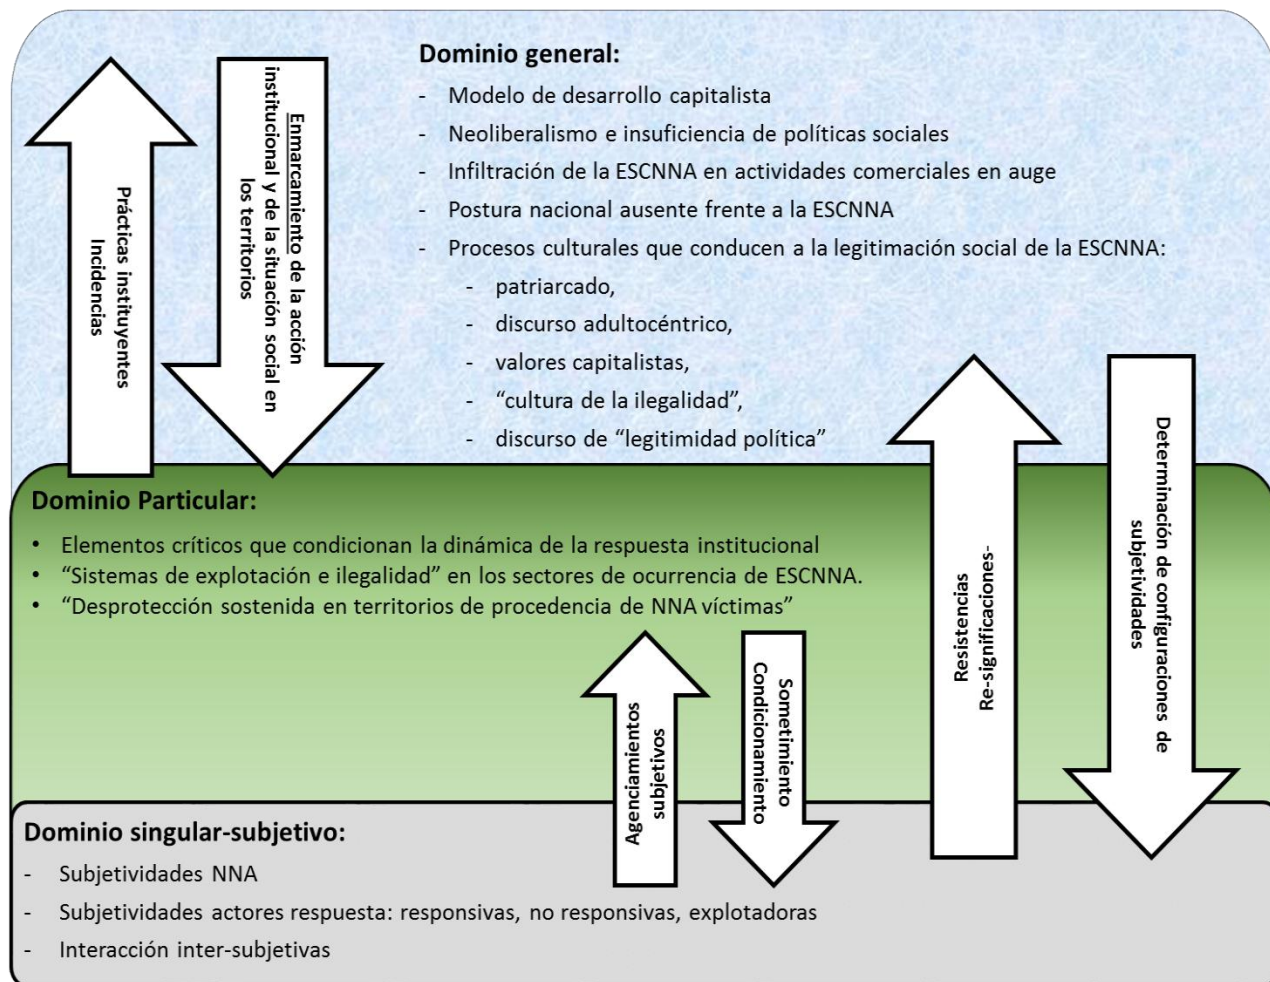 Dominio general:
- Modelo de desarrollo capitalista
- Neoliberalismo e insuficiencia de políticas sociales
- Infiltración de la ESCNNA en actividades comerciales en auge
- Postura nacional ausente frente a la ESCNNA
- Procesos culturales que conducen a la legitimación social de la ESCNNA:
- patriarcado,
- discurso adultocéntrico,
- valores capitalistas,
- “cultura de la ilegalidad”,
- discurso de “legitimidad política”
Prácticas instituyentes
Incidencias
Enmarcamiento de la acción
institucional y de la situación social en
los territorios
Dominio Particular:
• Elementos críticos que condicionan la dinámica de la respuesta institucional
• “Sistemas de explotación e ilegalidad” en los sectores de ocurrencia de ESCNNA.
• “Desprotección sostenida en territorios de procedencia de NNA víctimas”
Agenciamientos
subjetivos
Sometimiento
Condicionamiento
Resistencias
Re-significaciones-
Determinación de configuraciones de
subjetividades
Dominio singular-subjetivo:
- Subjetividades NNA
- Subjetividades actores respuesta: responsivas, no responsivas, explotadoras
- Interacción inter-subjetivas